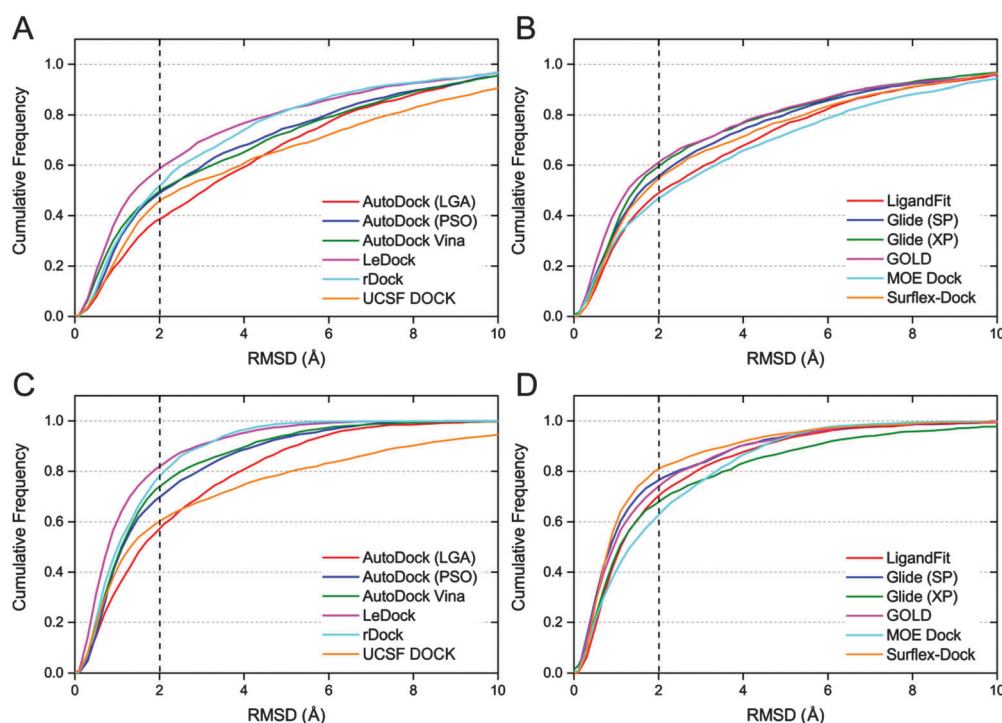 A
Cumulative Frequency
1.0
0.8
0.6
0.4
0.2
0.0
AutoDock (LGA)
AutoDock (PSO)
AutoDock Vina
LeDock
rDock
UCSF DOCK
0 2 4 6 8 10
RMSD (Å)
B
Cumulative Frequency
1.0
0.8
0.6
0.4
0.2
0.0
LigandFit
Glide (SP)
Glide (XP)
GOLD
MOE Dock
Surflex-Dock
0 2 4 6 8 10
RMSD (Å)
C
Cumulative Frequency
1.0
0.8
0.6
0.4
0.2
0.0
AutoDock (LGA)
AutoDock (PSO)
AutoDock Vina
LeDock
rDock
UCSF DOCK
0 2 4 6 8 10
RMSD (Å)
D
Cumulative Frequency
1.0
0.8
0.6
0.4
0.2
0.0
LigandFit
Glide (SP)
Glide (XP)
GOLD
MOE Dock
Surflex-Dock
0 2 4 6 8 10
RMSD (Å)